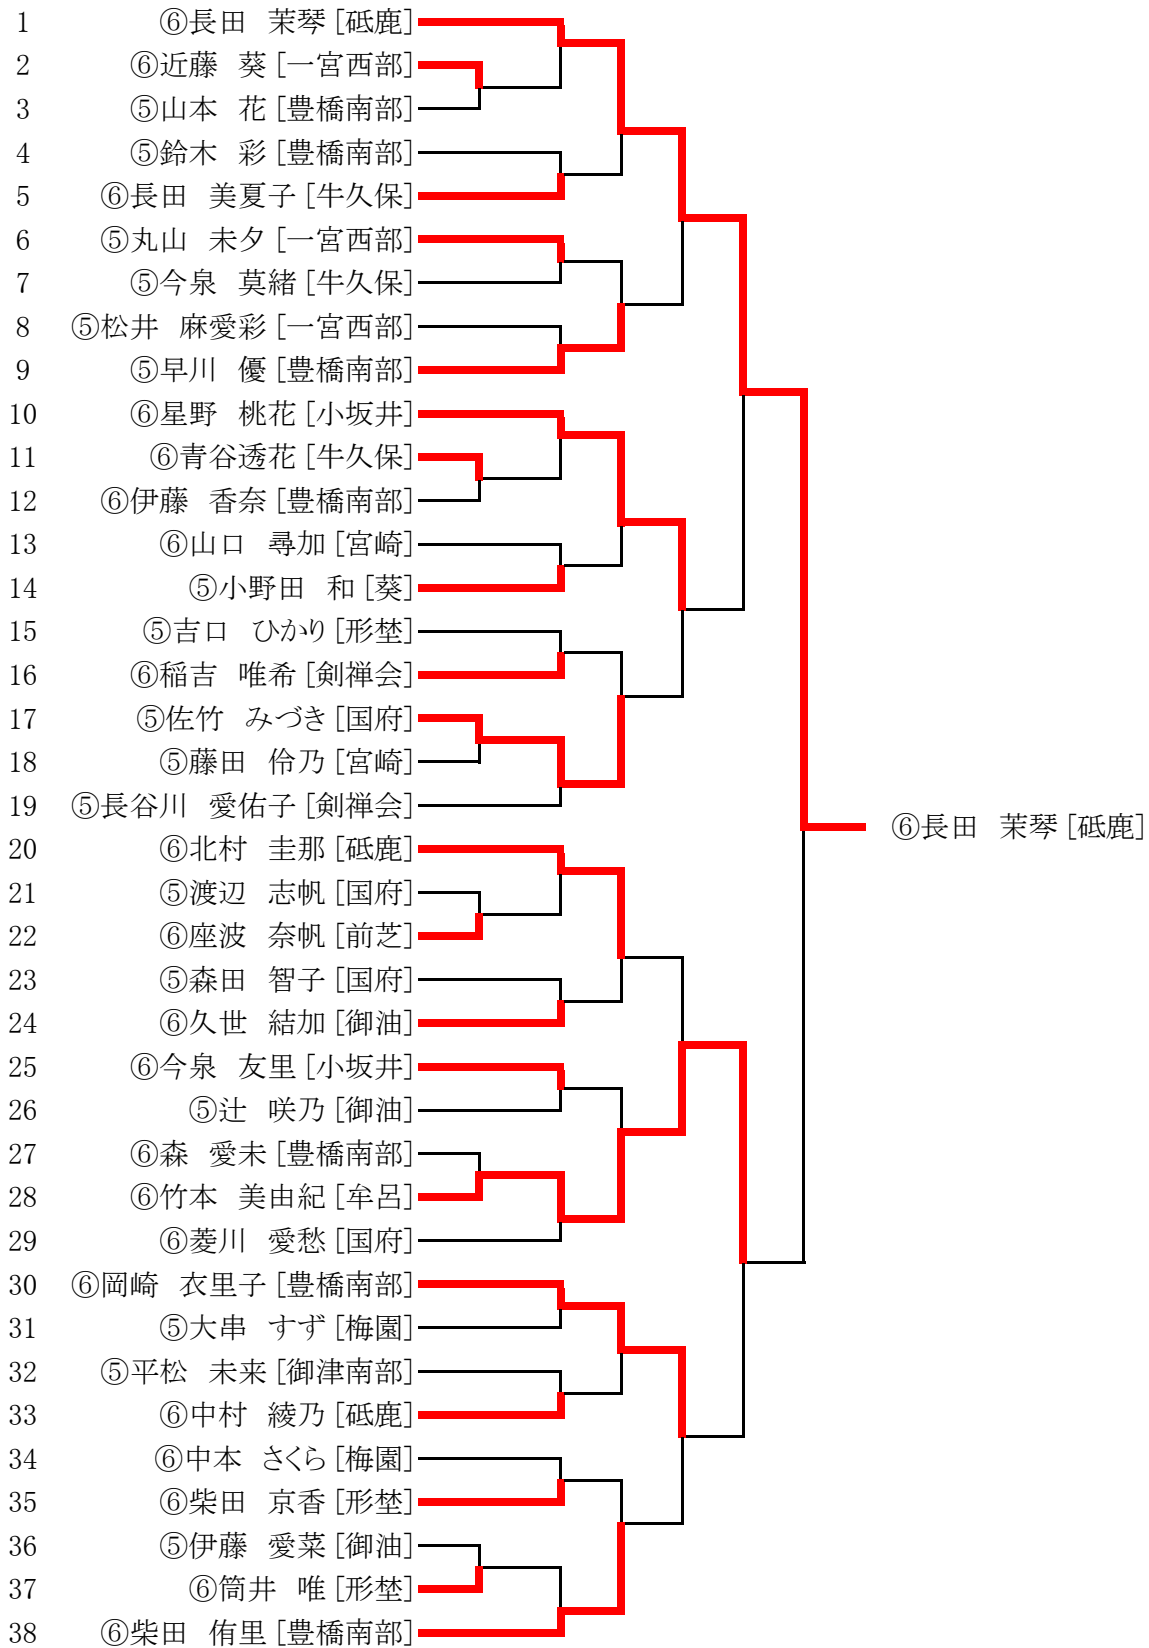 1 ⑥長田 茉琴 [砥鹿]
2 ⑥近藤 葵 [一宮西部]
3 ⑤山本 花 [豊橋南部]
4 ⑤鈴木 彩 [豊橋南部]
5 ⑥長田 美夏子 [牛久保]
6 ⑤丸山 未夕 [一宮西部]
7 ⑤今泉 莫緒 [牛久保]
8 ⑤松井 麻愛彩 [一宮西部]
9 ⑤早川 優 [豊橋南部]
10 ⑥星野 桃花 [小坂井]
11 ⑥青谷透花 [牛久保]
12 ⑥伊藤 香奈 [豊橋南部]
13 ⑥山口 尋加 [宮崎]
14 ⑤小野田 和 [葵]
15 ⑤吉口 ひかり [形埜]
16 ⑥稲吉 唯希 [剣禅会]
17 ⑤佐竹 みづき [国府]
18 ⑤藤田 伶乃 [宮崎]
19 ⑤長谷川 愛佑子 [剣禅会]
⑥長田 茉琴 [砥鹿]
20 ⑥北村 圭那 [砥鹿]
21 ⑤渡辺 志帆 [国府]
22 ⑥座波 奈帆 [前芝]
23 ⑤森田 智子 [国府]
24 ⑥久世 結加 [御油]
25 ⑥今泉 友里 [小坂井]
26 ⑤辻 咲乃 [御油]
27 ⑥森 愛未 [豊橋南部]
28 ⑥竹本 美由紀 [牟呂]
29 ⑥菱川 愛愁 [国府]
30 ⑥岡崎 衣里子 [豊橋南部]
31 ⑤大串 すず [梅園]
32 ⑤平松 未来 [御津南部]
33 ⑥中村 綾乃 [砥鹿]
34 ⑥中本 さくら [梅園]
35 ⑥柴田 京香 [形埜]
36 ⑤伊藤 愛菜 [御油]
37 ⑥筒井 唯 [形埜]
38 ⑥柴田 侑里 [豊橋南部]